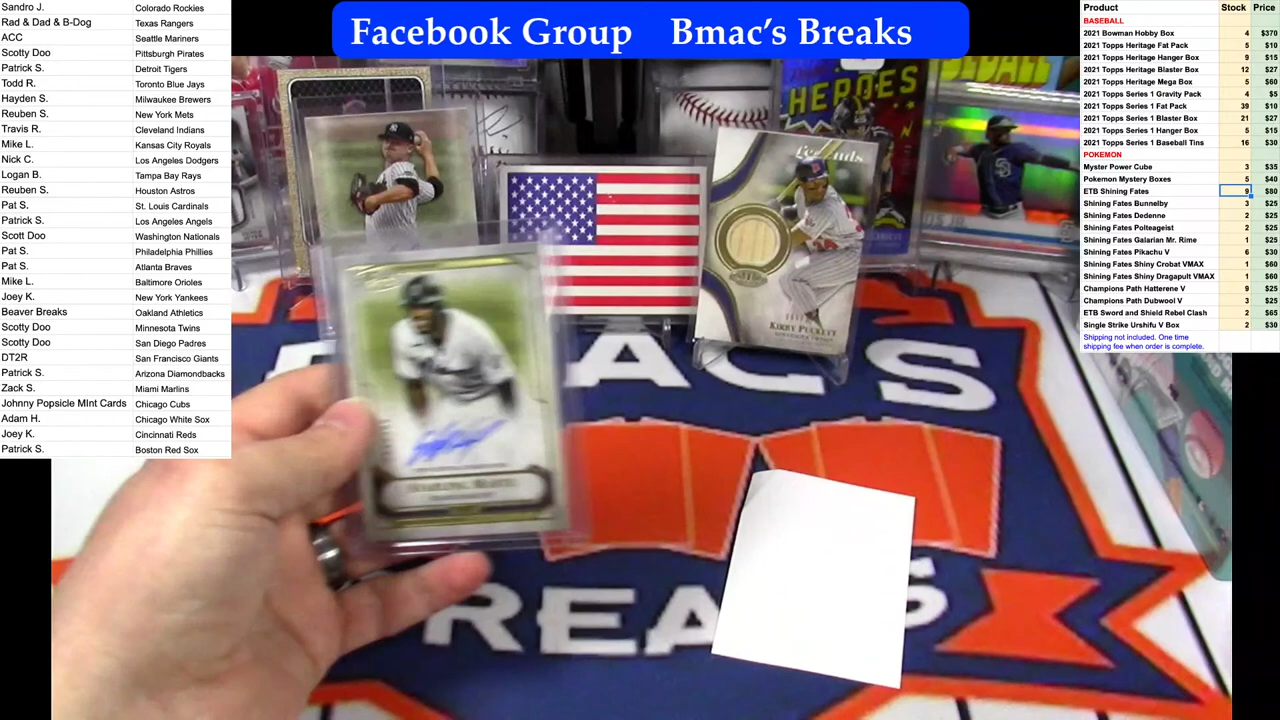 Facebook Group Bmac's Breaks
Sandro J. Colorado Rockies
Rad & Dad & B-Dog Texas Rangers
ACC Seattle Mariners
Scotty Doo Pittsburgh Pirates
Patrick S. Detroit Tigers
Todd R. Toronto Blue Jays
Hayden S. Milwaukee Brewers
Reuben S. New York Mets
Travis R. Cleveland Indians
Mike L. Kansas City Royals
Nick C. Los Angeles Dodgers
Logan B. Tampa Bay Rays
Reuben S. Houston Astros
Pat S. St. Louis Cardinals
Patrick S. Los Angels Angels
Scott Doo Washington Nationals
Pat S. Philadelphia Phillies
Pat S. Atlanta Braves
Mike L. Baltimore Orioles
Joey K. New York Yankees
Beaver Breaks Oakland Athletics
Scotty Doo Minnesota Twins
Scotty Doo San Diego Padres
DT2R San Francisco Giants
Patrick S. Arizona Diamondbacks
Zack S. Miami Marlins
Johnny Popsicle MInt Cards Chicago Cubs
Adam H. Chicago White Sox
Joey K. Cincinnati Reds
Patrick S. Boston Red Sox
Product Stock Price
BASEBALL
2021 Bowman Hobby Box 4 $370
2021 Topps Heritage Fat Pack 5 $10
2021 Topps Heritage Hanger Box 9 $15
2021 Topps Heritage Blaster Box 12 $27
2021 Topps Heritage Mega Box 5 $60
2021 Topps Series 1 Gravity Pack 4 $5
2021 Topps Series 1 Fat Pack 39 $10
2021 Topps Series 1 Blaster Box 21 $27
2021 Topps Series 1 Hanger Box 5 $15
2021 Topps Series 1 Baseball Tins 16 $30
POKEMON
Myster Power Cube 3 $35
Pokemon Mystery Boxes 5 $40
ETB Shining Fates 9 $80
Shining Fates Bunnelby 3 $25
Shining Fates Dedenne 2 $25
Shining Fates Polteageist 2 $25
Shining Fates Galarian Mr. Rime 1 $25
Shining Fates Pikachu V 6 $30
Shining Fates Shiny Crobat VMAX 1 $60
Shining Fates Shiny Dragapult VMAX 1 $60
Champions Path Hatterene V 9 $25
Champions Path Dubwool V 3 $25
ETB Sword and Shield Rebel Clash 2 $65
Single Strike Urshifu V Box 2 $30
Shipping not included. One time
shipping fee when order is complete.
HEROES
Legends
KIRBY PUCKETT
MINNESOTA TWINS